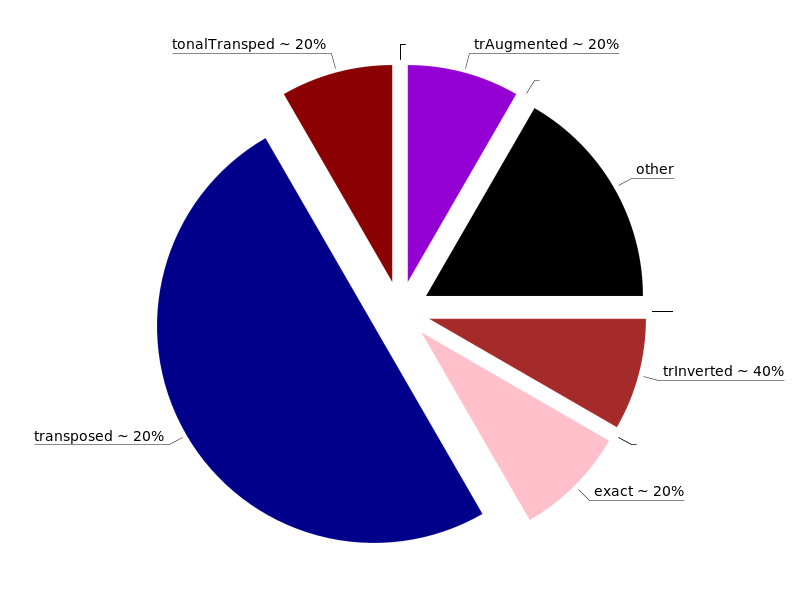 tonalTransped ~ 20%
trAugmented ~ 20%
other
trInverted ~ 40%
transposed ~ 20%
exact ~ 20%